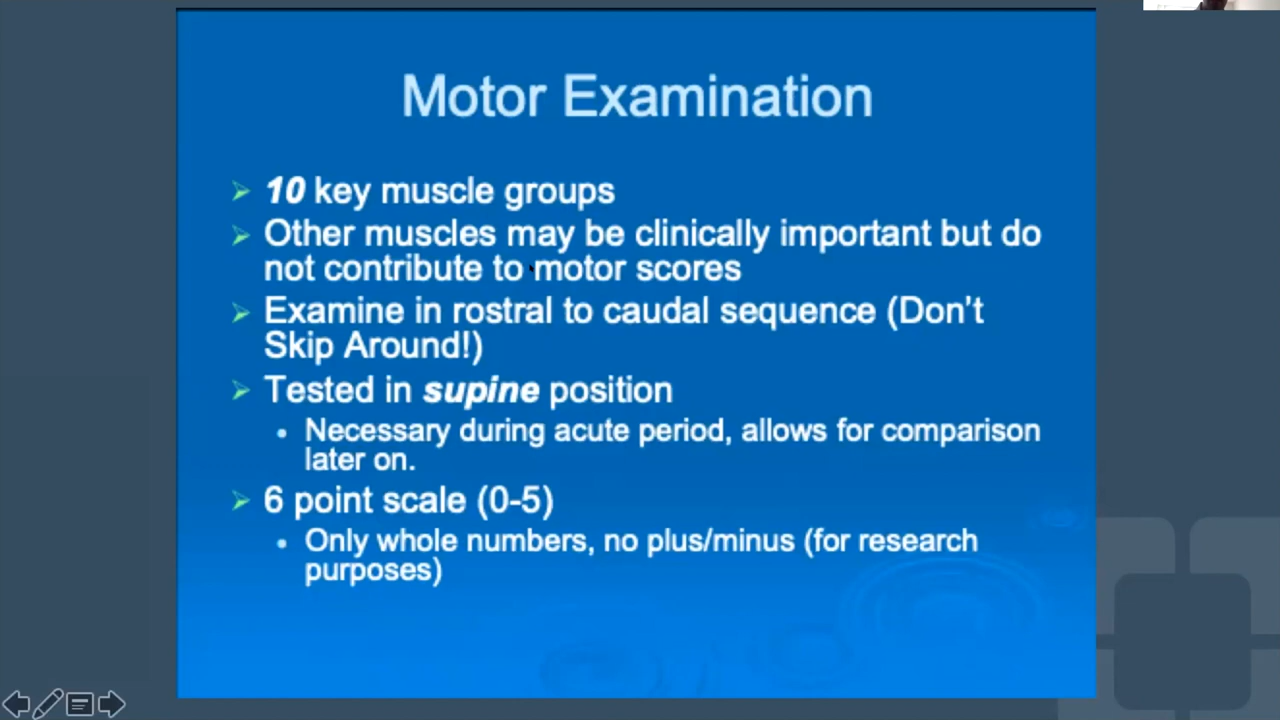 Motor Examination
10 key muscle groups
Other muscles may be clinically important but do
not contribute to motor scores
Examine in rostral to caudal sequence (Don't
Skip Around!)
Tested in supine position
Necessary during acute period, allows for comparison
later on.
6 point scale (0-5)
Only whole numbers, no plus/minus (for research
purposes)